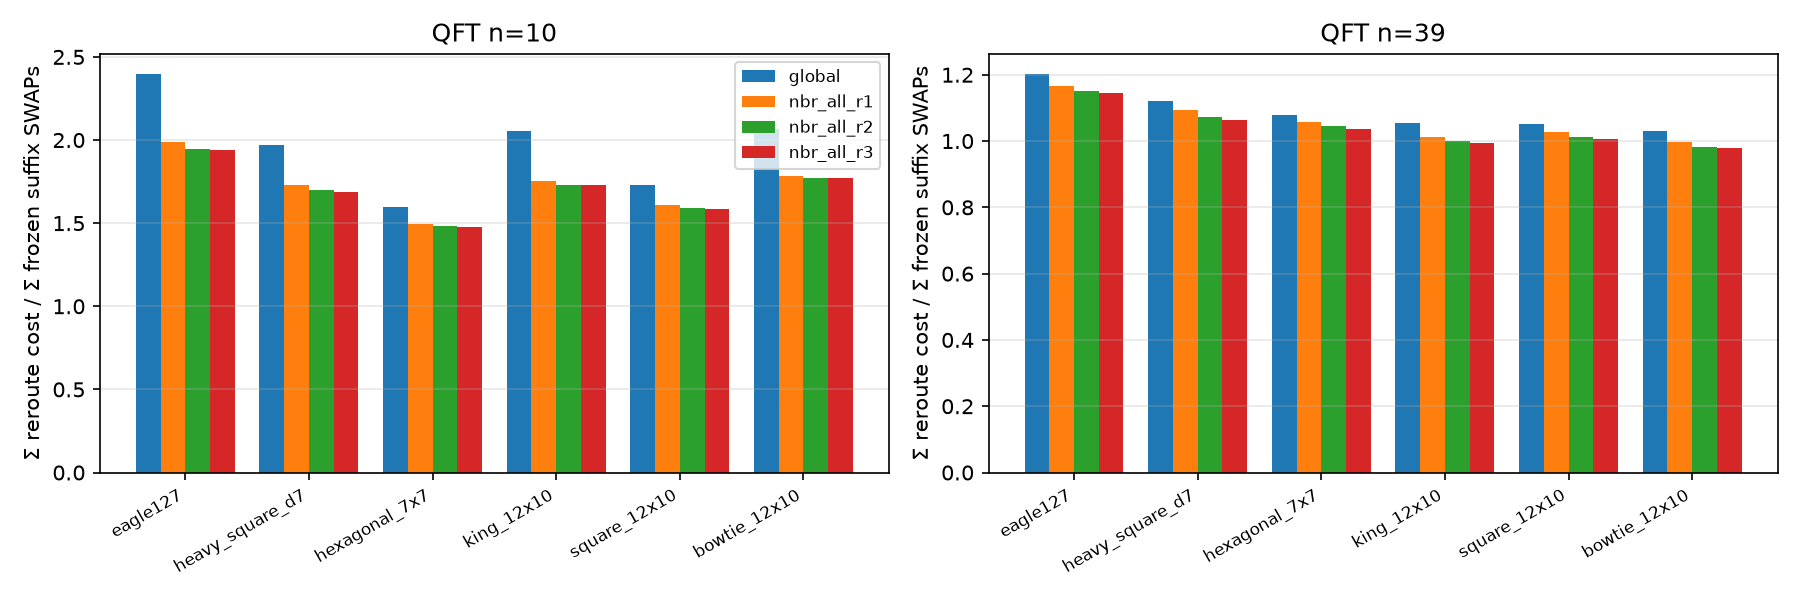 QFT n=10
Σ reroute cost / Σ frozen suffix SWAPs
2.5
2.0
1.5
1.0
0.5
0.0
global
nbr_all_r1
nbr_all_r2
nbr_all_r3
eagle127
heavy_square_d7
hexagonal_7x7
king_12x10
square_12x10
bowtie_12x10
QFT n=39
Σ reroute cost / Σ frozen suffix SWAPs
1.2
1.0
0.8
0.6
0.4
0.2
0.0
eagle127
heavy_square_d7
hexagonal_7x7
king_12x10
square_12x10
bowtie_12x10